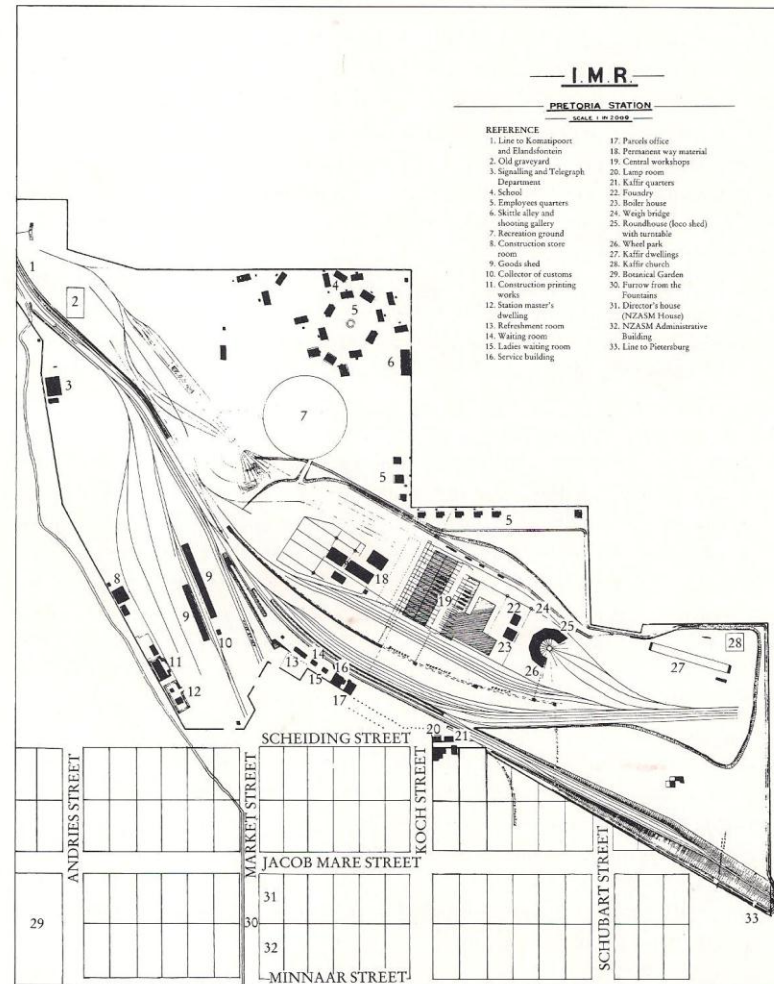 I.M.R.
PRETORIA STATION
SCALE 1 IN 2000
REFERENCE
1. Line to Komatipoort
and Elandsfontein
2. Old graveyard
3. Signalling and Telegraph
Department
4. School
5. Employees quarters
6. Skittle alley and
shooting gallery
7. Recreation ground
8. Construction store
room
9. Goods shed
10. Collector of customs
11. Construction printing
works
12. Station master's
dwelling
13. Refreshment room
14. Waiting room
15. Ladies waiting room
16. Service building
17. Parcels office
18. Permanent way material
19. Central workshops
20. Lamp room
21. Kaffir quarters
22. Foundry
23. Boiler house
24. Weigh bridge
25. Roundhouse (loco shed)
with turntable
26. Wheel park
27. Kaffir dwellings
28. Kaffir church
29. Botanical Garden
30. Furrow from the
Fountains
31. Director's house
(NZASM House)
32. NZASM Administrative
Building
33. Line to Pietersburg
1
2
4
5
3
6
7
5
5
8
9
9
18
19
22
24
25
23
26
27
28
10
11
12
13
14
15
16
17
20
21
SCHEIDING STREET
ANDRIES STREET
MARKET STREET
KOCH STREET
SCHUBART STREET
JACOB MARE STREET
29
30
31
32
33
MINNAAR STREET